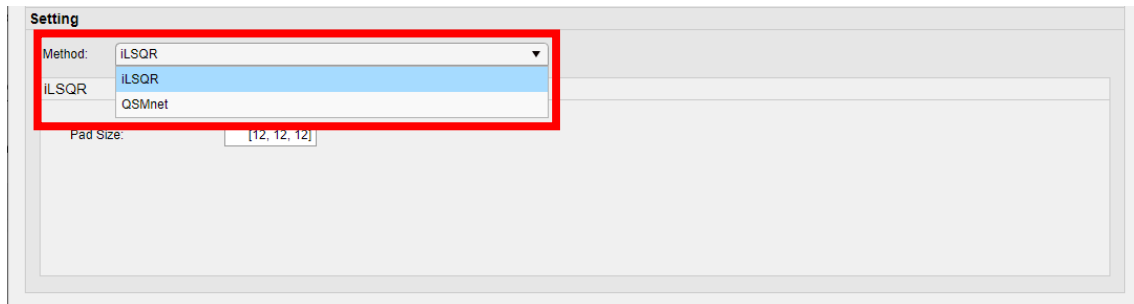 Setting
Method: iLSQR
iLSQR
iLSQR
QSMnet
Pad Size: [12, 12, 12]